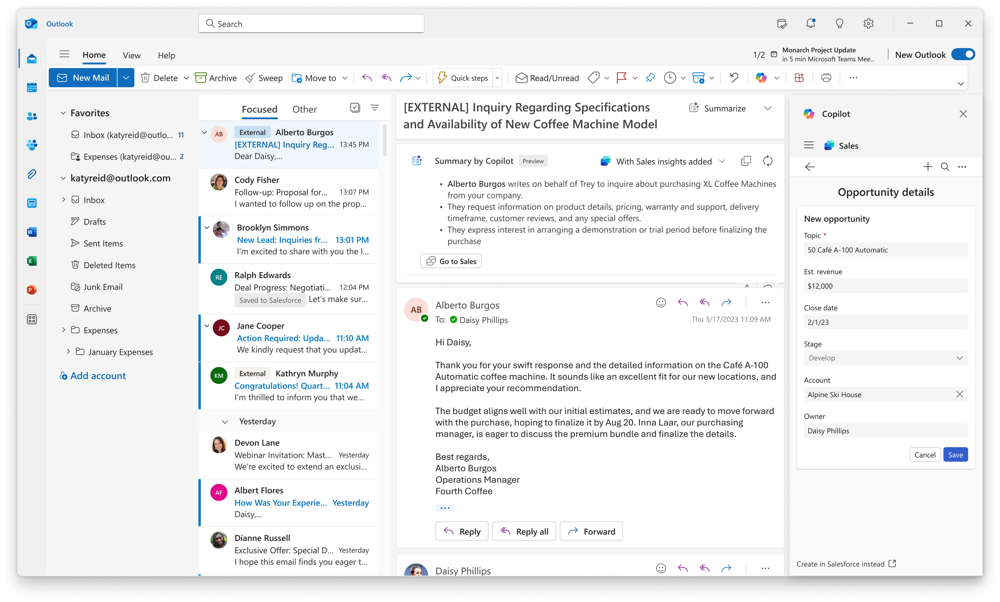 Outlook
Search
Home
View
Help
1/2
Monarch Project Update
in 5 min Microsoft Teams Mee...
New Outlook
New Mail
Delete
Archive
Sweep
Move to
Quick steps
Read/Unread
Favorites
Inbox (katyreid@outlo... 11
Expenses (katyreid@ou... 2
katyreid@outlook.com
Inbox
Drafts
Sent Items
Deleted Items
Junk Email
Archive
Expenses
January Expenses
Add account
Focused
Other
AB
External Alberto Burgos
[EXTERNAL] Inquiry Reg... 13:45 PM
Dear Daisy,...
Cody Fisher
Follow-up: Proposal for... 13:07 PM
I wanted to follow up on the prop...
Brooklyn Simmons
New Lead: Inquiries fr... 13:01 PM
I'm excited to share with you the l...
RE
Ralph Edwards
Deal Progress: Negotiati... 12:04 PM
Saved to Salesforce Let's make sur...
JC
Jane Cooper
Action Required: Upda... 11:10 AM
We kindly request that you updat...
KM
External Kathryn Murphy
Congratulations! Quart... 11:04 AM
I'm thrilled to inform you that we...
Yesterday
Devon Lane
Webinar Invitation: Mast... Yesterday
We're excited to extend an exclusi...
AF
Albert Flores
How Was Your Experie... Yesterday
Daisy,...
Dianne Russell
Exclusive Offer: Special D... Yesterday
I hope this email finds you eager t...
[EXTERNAL] Inquiry Regarding Specifications
and Availability of New Coffee Machine Model
Summarize
Summary by Copilot Preview
With Sales insights added
• Alberto Burgos writes on behalf of Trey to inquire about purchasing XL Coffee Machines
from your company.
• They request information on product details, pricing, warranty and support, delivery
timeframe, customer reviews, and any special offers.
• They express interest in arranging a demonstration or trial period before finalizing the
purchase
Go to Sales
AB
Alberto Burgos
To: Daisy Phillips
Thu 3/17/2023 11:09 AM
Hi Daisy,
Thank you for your swift response and the detailed information on the Café A-100
Automatic coffee machine. It sounds like an excellent fit for our new locations, and
I appreciate your recommendation.
The budget aligns well with our initial estimates, and we are ready to move forward
with the purchase, hoping to finalize it by Aug 20. Inna Laar, our purchasing
manager, is eager to discuss the premium bundle and finalize the details.
Best regards,
Alberto Burgos
Operations Manager
Fourth Coffee
Reply
Reply all
Forward
Daisy Phillips
Copilot
Sales
Opportunity details
New opportunity
Topic *
50 Café A-100 Automatic
Est. revenue
$12,000
Close date
2/1/23
Stage
Develop
Account
Alpine Ski House
Owner
Daisy Phillips
Cancel
Save
Create in Salesforce instead